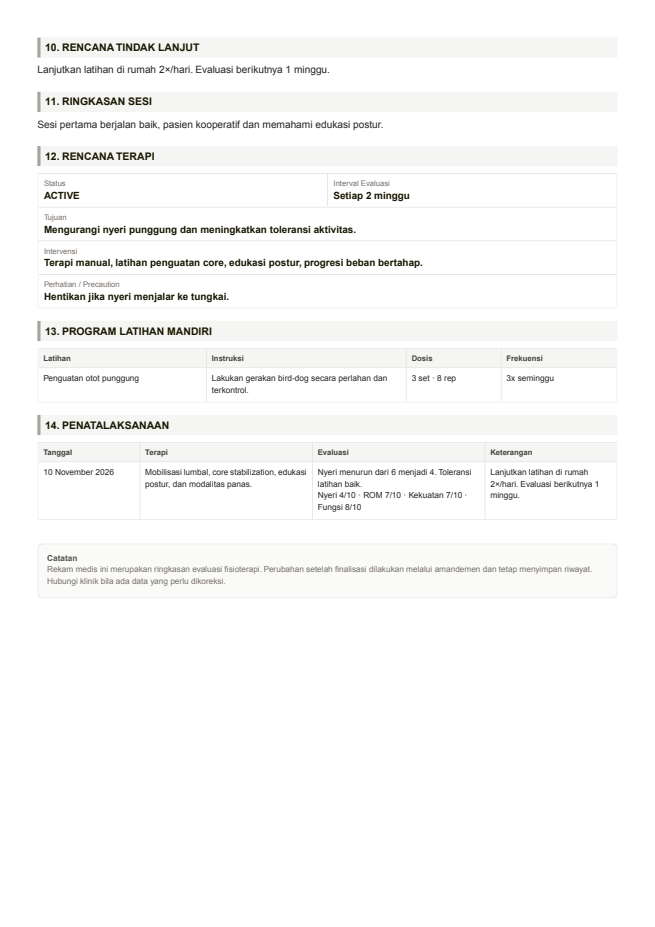 10. RENCANA TINDAK LANJUT
Lanjutkan latihan di rumah 2×/hari. Evaluasi berikutnya 1 minggu.
11. RINGKASAN SESI
Sesi pertama berjalan baik, pasien kooperatif dan memahami edukasi postur.
12. RENCANA TERAPI
Status
ACTIVE
Interval Evaluasi
Setiap 2 minggu
Tujuan
Mengurangi nyeri punggung dan meningkatkan toleransi aktivitas.
Intervensi
Terapi manual, latihan penguatan core, edukasi postur, progresi beban bertahap.
Perhatian / Precaution
Hentikan jika nyeri menjalar ke tungkai.
13. PROGRAM LATIHAN MANDIRI
Latihan Instruksi Dosis Frekuensi
Penguatan otot punggung
Lakukan gerakan bird-dog secara perlahan dan
terkontrol.
3 set · 8 rep
3x seminggu
14. PENATALAKSANAAN
Tanggal Terapi Evaluasi Keterangan
10 November 2026
Mobilisasi lumbal, core stabilization, edukasi
postur, dan modalitas panas.
Nyeri menurun dari 6 menjadi 4. Toleransi
latihan baik.
Nyeri 4/10 · ROM 7/10 · Kekuatan 7/10 ·
Fungsi 8/10
Lanjutkan latihan di rumah
2×/hari. Evaluasi berikutnya 1
minggu.
Catatan
Rekam medis ini merupakan ringkasan evaluasi fisioterapi. Perubahan setelah finalisasi dilakukan melalui amandemen dan tetap menyimpan riwayat.
Hubungi klinik bila ada data yang perlu dikoreksi.